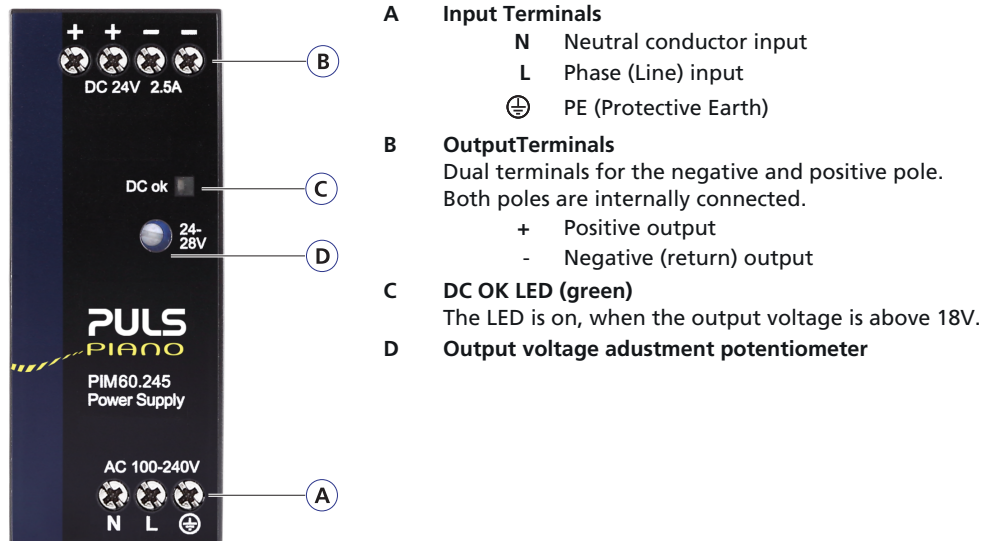 + + − −
DC 24V 2.5A
DC ok
24-
28V
PULS
PIANO
PIM60.245
Power Supply
AC 100-240V
N L ⏚
B
C
D
A
A Input Terminals
N Neutral conductor input
L Phase (Line) input
⏚ PE (Protective Earth)
B OutputTerminals
Dual terminals for the negative and positive pole.
Both poles are internally connected.
+ Positive output
- Negative (return) output
C DC OK LED (green)
The LED is on, when the output voltage is above 18V.
D Output voltage adustment potentiometer